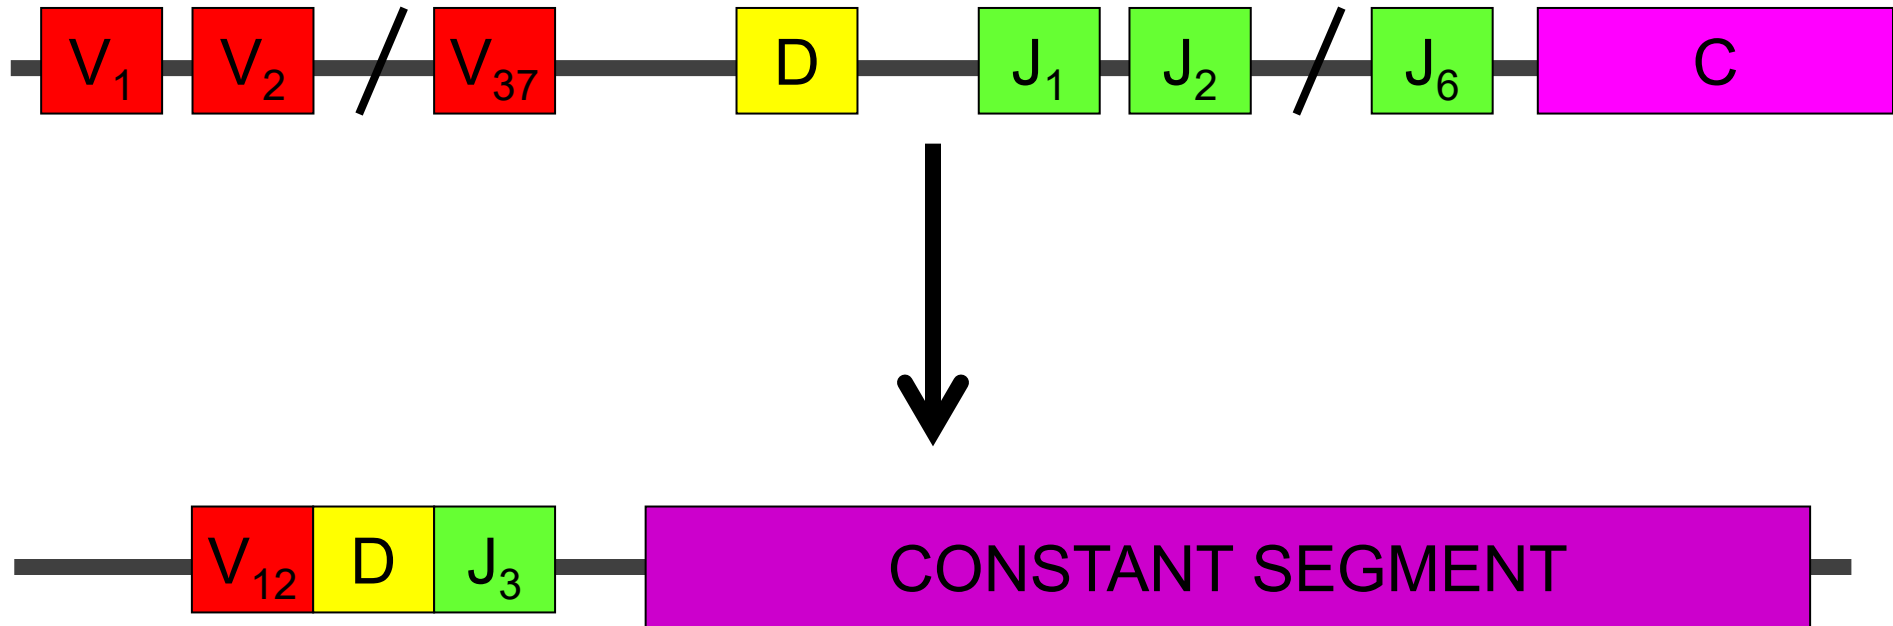 V₁ V₂ V₃₇ D J₁ J₂ J₆ C
V₁₂ D J₃ CONSTANT SEGMENT